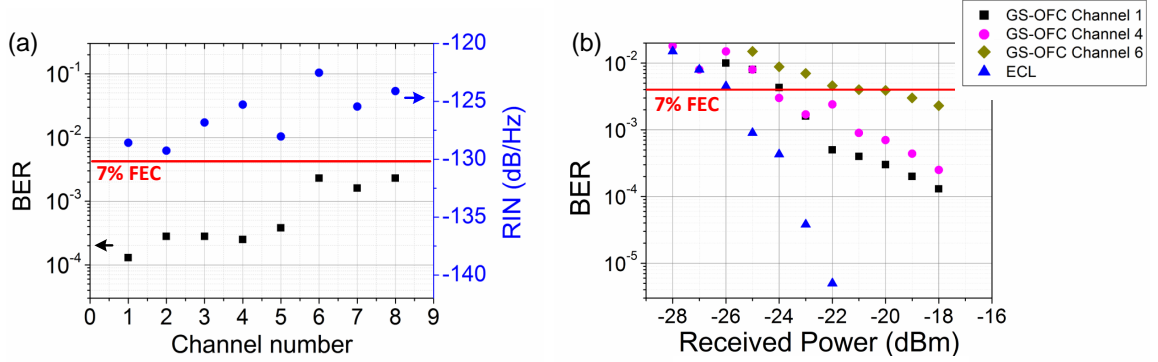 (a)
10⁻¹
10⁻²
10⁻³
10⁻⁴
BER
7% FEC
0 1 2 3 4 5 6 7 8 9
Channel number
-120
-125
-130
-135
-140
RIN (dB/Hz)
(b)
GS-OFC Channel 1
GS-OFC Channel 4
GS-OFC Channel 6
ECL
10⁻²
10⁻³
10⁻⁴
10⁻⁵
BER
7% FEC
-28 -26 -24 -22 -20 -18 -16
Received Power (dBm)